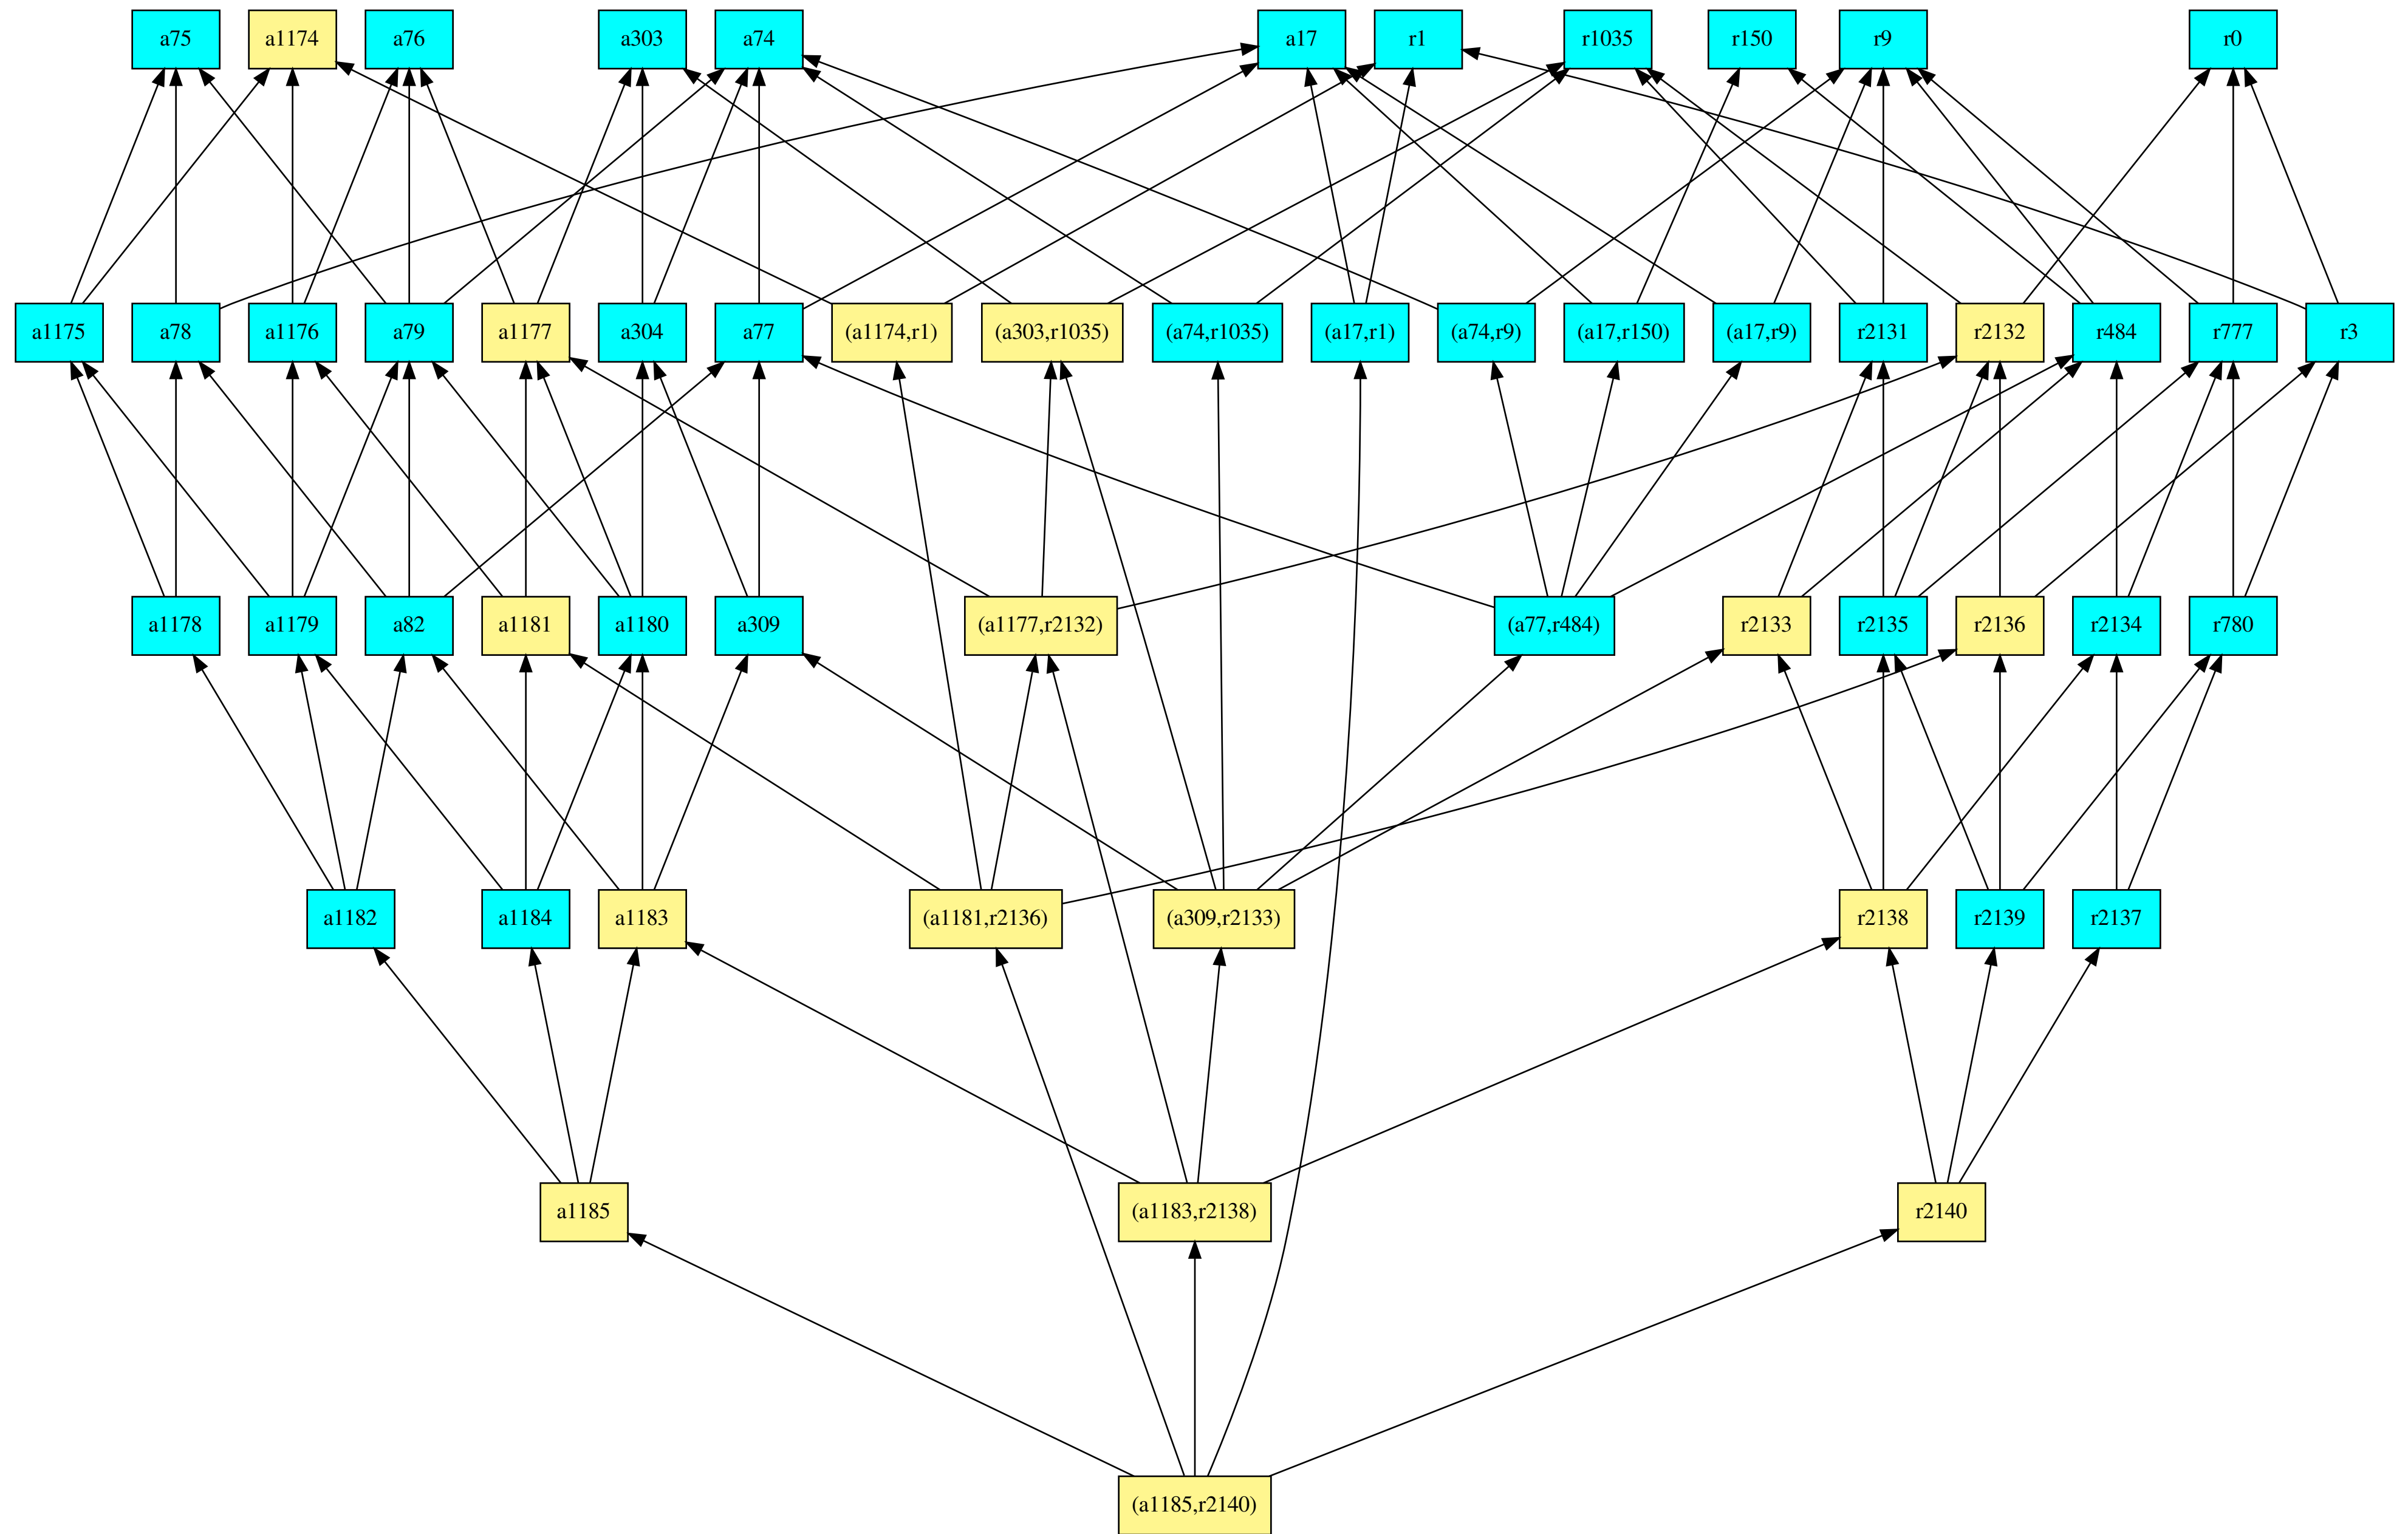 a75
a1174
a76
a303
a74
a17
r1
r1035
r150
r9
r0
a1175
a78
a1176
a79
a1177
a304
a77
(a1174,r1)
(a303,r1035)
(a74,r1035)
(a17,r1)
(a74,r9)
(a17,r150)
(a17,r9)
r2131
r2132
r484
r777
r3
a1178
a1179
a82
a1181
a1180
a309
(a1177,r2132)
(a77,r484)
r2133
r2135
r2136
r2134
r780
a1182
a1184
a1183
(a1181,r2136)
(a309,r2133)
r2138
r2139
r2137
a1185
(a1183,r2138)
r2140
(a1185,r2140)